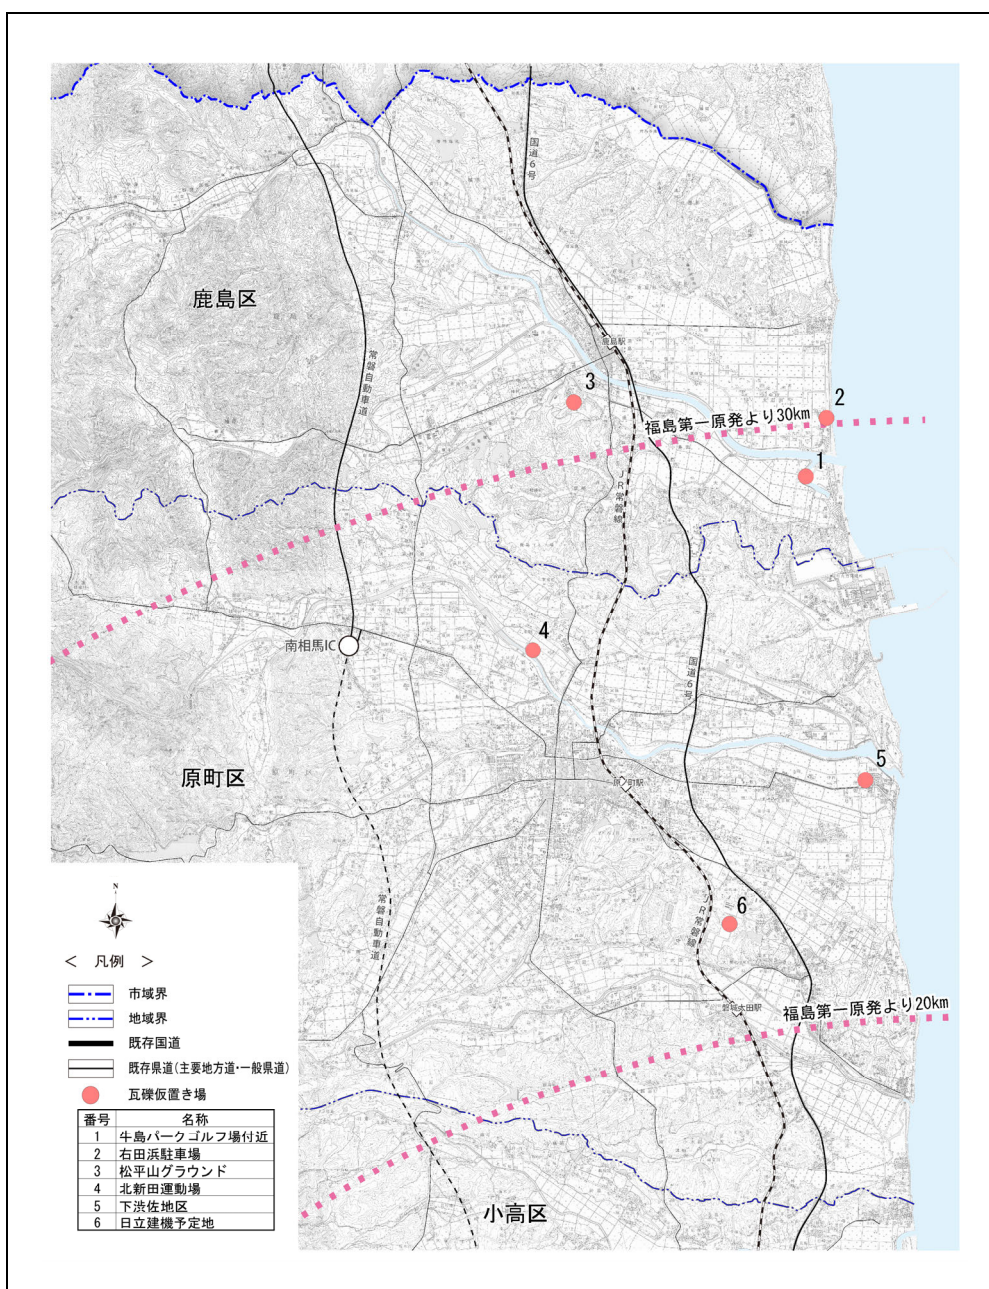 国道6号
鹿島区
常磐自動車道
鹿島駅
3
2
福島第一原発より30km
1
JR常磐線
4
南相馬IC
国道6号
原町区
原ノ町駅
5
常磐自動車道
JR常磐線
6
磐城太田駅
福島第一原発より20km
小高区
N
＜ 凡例 ＞
市域界
地域界
既存国道
既存県道(主要地方道・一般県道)
瓦礫仮置き場
番号 名称
1 牛島パークゴルフ場付近
2 右田浜駐車場
3 松平山グラウンド
4 北新田運動場
5 下渋佐地区
6 日立建機予定地